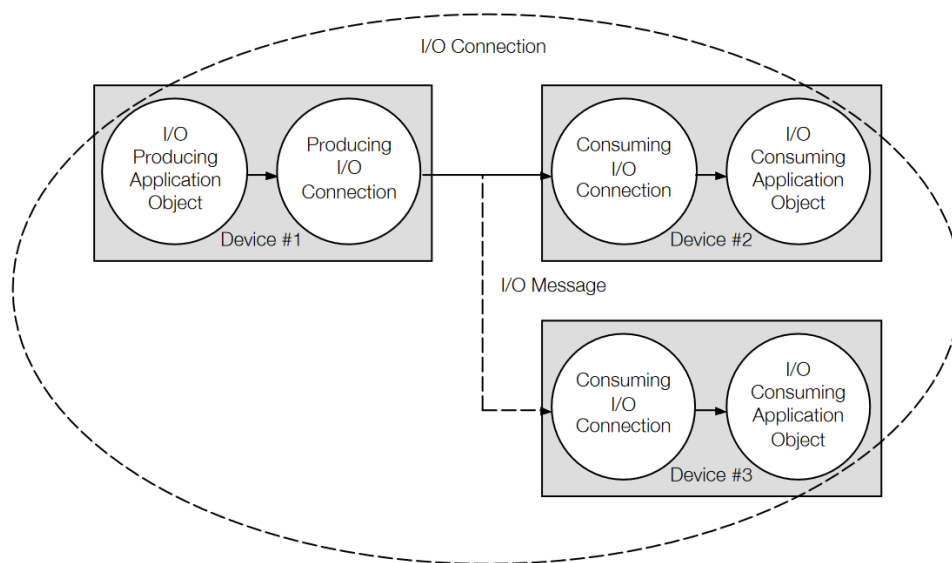 I/O Connection
I/O
Producing
Application
Object
Producing
I/O
Connection
Device #1
Consuming
I/O
Connection
I/O
Consuming
Application
Object
Device #2
I/O Message
Consuming
I/O
Connection
I/O
Consuming
Application
Object
Device #3